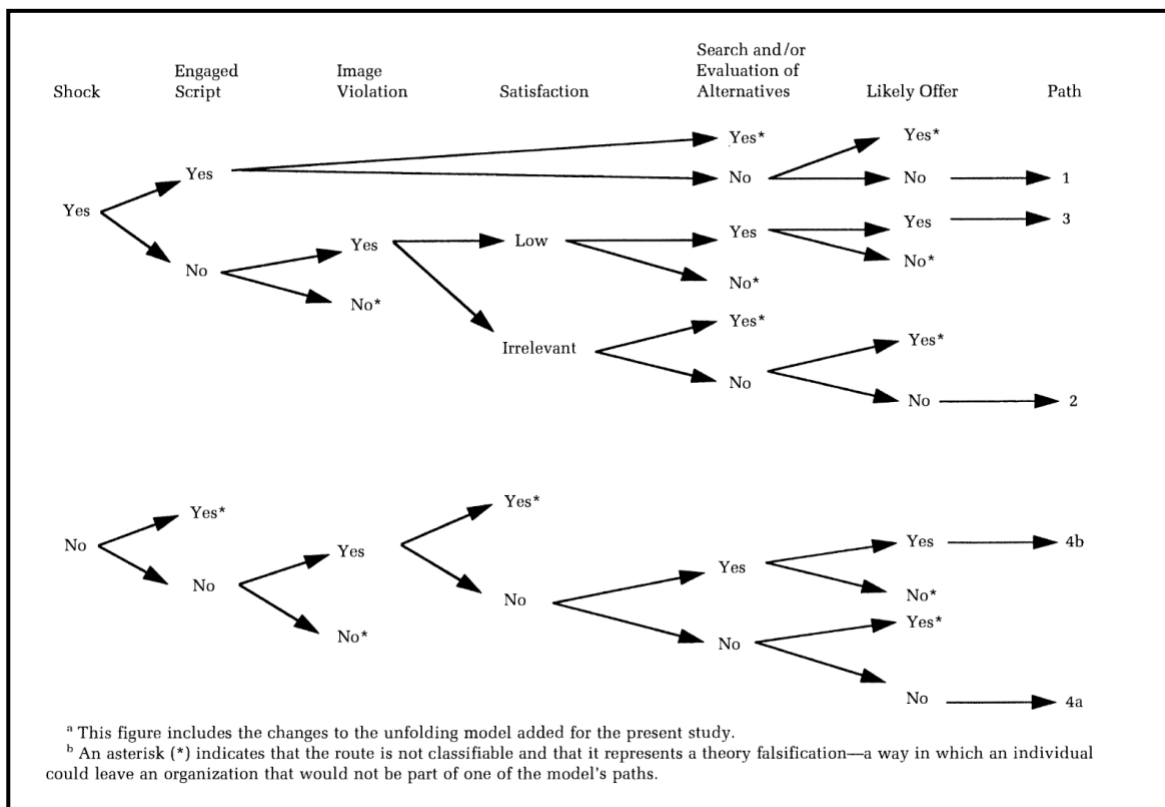 Shock
Engaged
Script
Image
Violation
Satisfaction
Search and/or
Evaluation of
Alternatives
Likely Offer
Path
Yes*
Yes*
Yes
No
No
1
Yes
Yes
3
Low
Yes
Yes
No
No*
No*
No*
Yes*
Irrelevant
Yes*
No
No
2
Yes*
Yes*
No
Yes
Yes
4b
Yes
No
No
No*
Yes*
No*
No
No
4a
ᵃ This figure includes the changes to the unfolding model added for the present study.
ᵇ An asterisk (*) indicates that the route is not classifiable and that it represents a theory falsification—a way in which an individual
could leave an organization that would not be part of one of the model's paths.